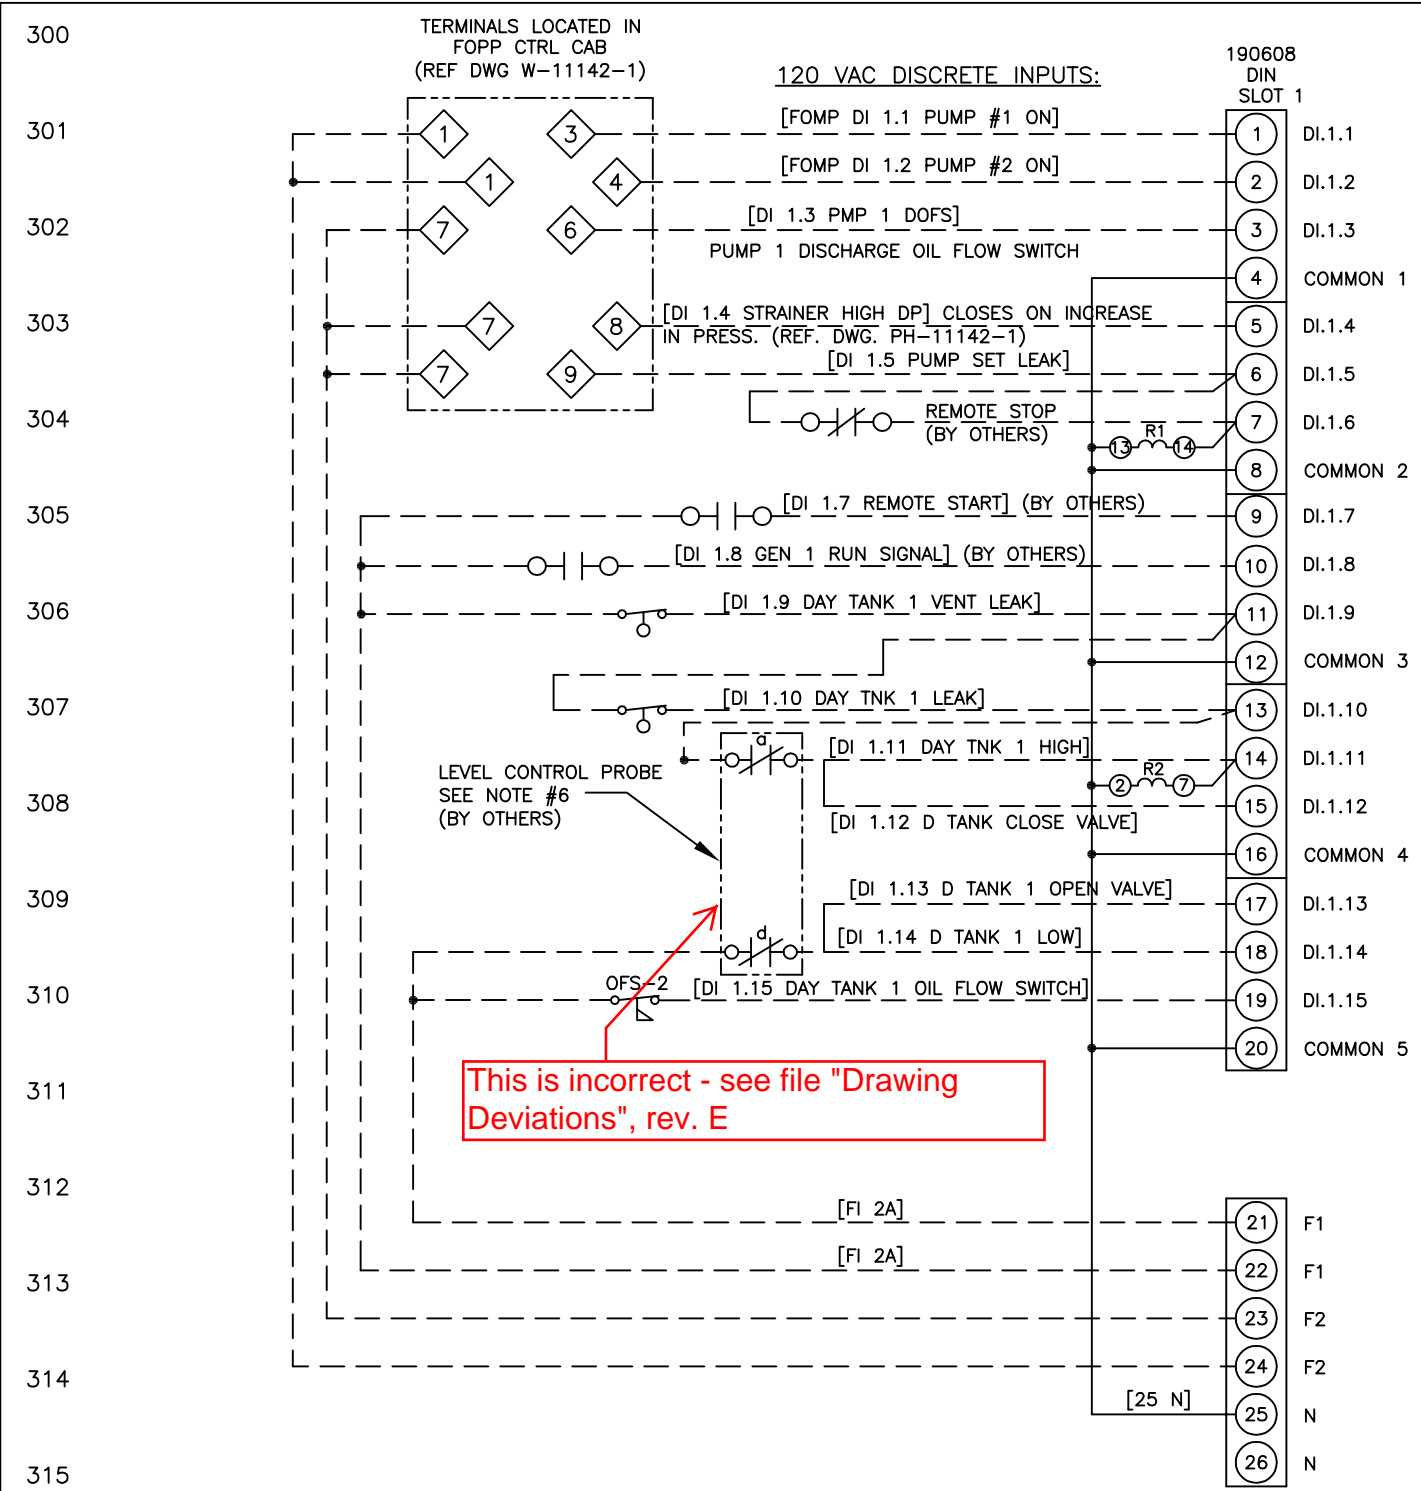 300
TERMINALS LOCATED IN
FOPP CTRL CAB
(REF DWG W-11142-1)
120 VAC DISCRETE INPUTS:
190608
DIN
SLOT 1
301
1
3
[FOMP DI 1.1 PUMP #1 ON]
1
DI.1.1
1
4
[FOMP DI 1.2 PUMP #2 ON]
2
DI.1.2
302
7
6
[DI 1.3 PMP 1 DOFS]
3
DI.1.3
PUMP 1 DISCHARGE OIL FLOW SWITCH
4
COMMON 1
303
7
8
[DI 1.4 STRAINER HIGH DP] CLOSES ON INCREASE
IN PRESS. (REF. DWG. PH-11142-1)
5
DI.1.4
7
9
[DI 1.5 PUMP SET LEAK]
6
DI.1.5
304
REMOTE STOP
(BY OTHERS)
7
DI.1.6
13
R1
14
8
COMMON 2
305
[DI 1.7 REMOTE START] (BY OTHERS)
9
DI.1.7
[DI 1.8 GEN 1 RUN SIGNAL] (BY OTHERS)
10
DI.1.8
306
[DI 1.9 DAY TANK 1 VENT LEAK]
11
DI.1.9
12
COMMON 3
307
[DI 1.10 DAY TNK 1 LEAK]
13
DI.1.10
a
[DI 1.11 DAY TNK 1 HIGH]
14
DI.1.11
LEVEL CONTROL PROBE
SEE NOTE #6
(BY OTHERS)
2
R2
7
308
15
DI.1.12
[DI 1.12 D TANK CLOSE VALVE]
16
COMMON 4
309
[DI 1.13 D TANK 1 OPEN VALVE]
17
DI.1.13
d
[DI 1.14 D TANK 1 LOW]
18
DI.1.14
310
OFS-2
[DI 1.15 DAY TANK 1 OIL FLOW SWITCH]
19
DI.1.15
20
COMMON 5
311
This is incorrect - see file "Drawing
Deviations", rev. E
312
[FI 2A]
21
F1
[FI 2A]
22
F1
313
23
F2
314
24
F2
[25 N]
25
N
315
26
N